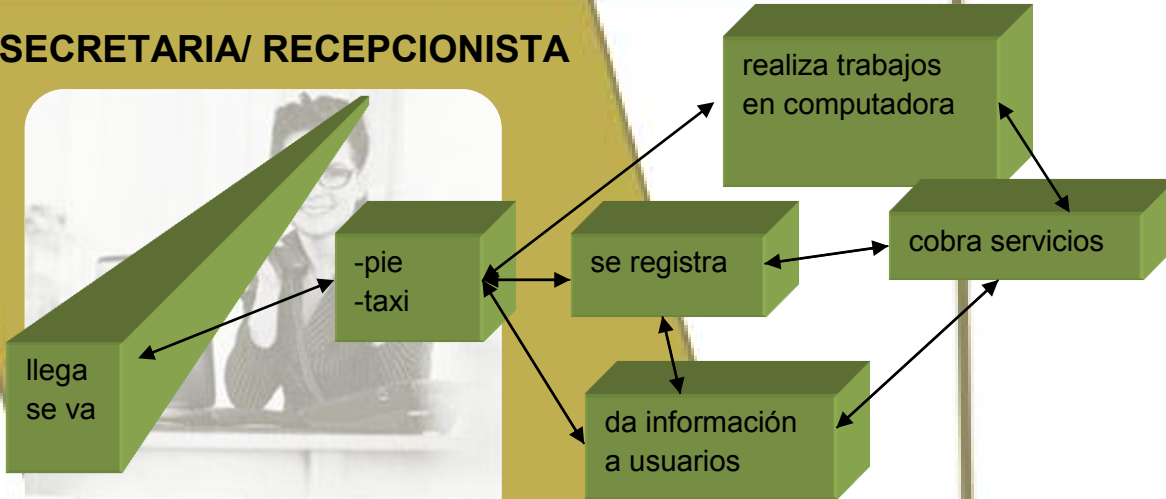 SECRETARIA/ RECEPCIONISTA
realiza trabajos
en computadora
-pie
-taxi
se registra
cobra servicios
llega
se va
da información
a usuarios